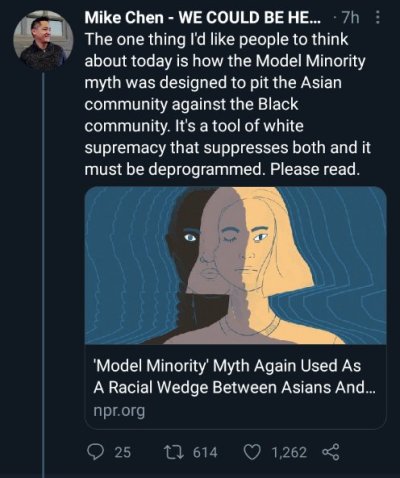 Mike Chen - WE COULD BE HE... · 7h
The one thing I'd like people to think
about today is how the Model Minority
myth was designed to pit the Asian
community against the Black
community. It's a tool of white
supremacy that suppresses both and it
must be deprogrammed. Please read.
'Model Minority' Myth Again Used As
A Racial Wedge Between Asians And...
npr.org
25 614 1,262